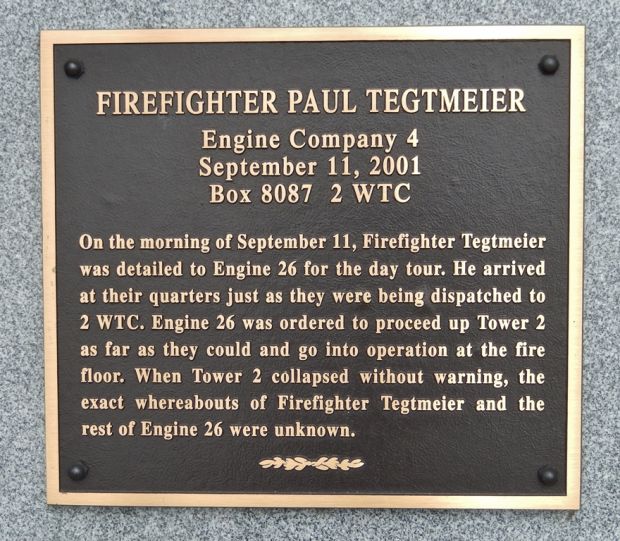 FIREFIGHTER PAUL TEGTMEIER
Engine Company 4
September 11, 2001
Box 8087 2 WTC
On the morning of September 11, Firefighter Tegtmeier
was detailed to Engine 26 for the day tour. He arrived
at their quarters just as they were being dispatched to
2 WTC. Engine 26 was ordered to proceed up Tower 2
as far as they could and go into operation at the fire
floor. When Tower 2 collapsed without warning, the
exact whereabouts of Firefighter Tegtmeier and the
rest of Engine 26 were unknown.